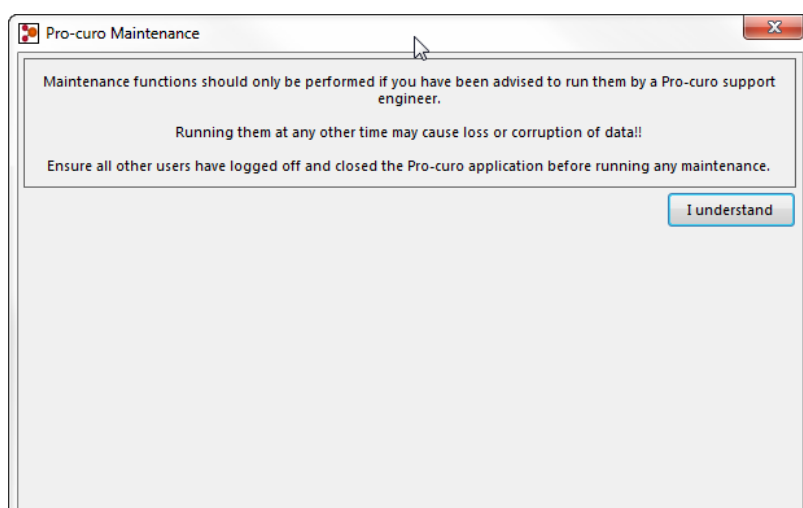 Pro-curo Maintenance
Maintenance functions should only be performed if you have been advised to run them by a Pro-curo support
engineer.
Running them at any other time may cause loss or corruption of data!!
Ensure all other users have logged off and closed the Pro-curo application before running any maintenance.
I understand